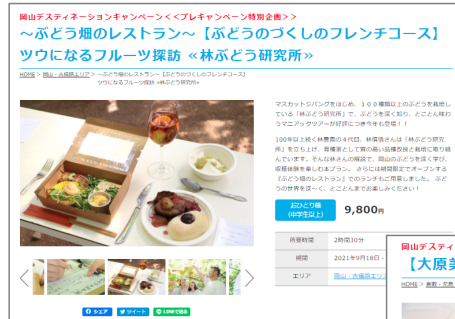 岡山デスティネーションキャンペーン<<プレキャンペーン特別企画>>
～ぶどう畑のレストラン～【ぶどうのづくしのフレンチコース】
ツウになるフルーツ探訪 ≪林ぶどう研究所≫
HOME > 岡山・吉備路エリア > ～ぶどう畑のレストラン～【ぶどうのづくしのフレンチコース】
ツウになるフルーツ探訪 ≪林ぶどう研究所≫
マスカットジパングをはじめ、１００種類以上のぶどうを栽培し
ている「林ぶどう研究所」で、ぶどうを深く知り、とことん味わ
うマニアックツアーが好評につき今年も登場！！
100年以上続く林農園の４代目、林慎悟さんは「林ぶどう研究
所」を立ち上げ、育種家として質の高い品種改良と栽培に取り組
んでいます。そんな林さんの解説で、岡山のぶどうを深く学び、
収穫体験を楽しむ本プラン。 さらには期間限定でオープンする
『ぶどう畑のレストラン』でのランチもご用意しました。 ぶど
うの世界を深～く、とことんまでお楽しみください！
おひとり様
(中学生以上)
9,800円
所要時間 2時間30分
期間 2021年9月18日・
エリア 岡山・吉備路エリ
シェア ツイート LINEで送る
岡山デスティ
【大原美
HOME > 倉敷・児島